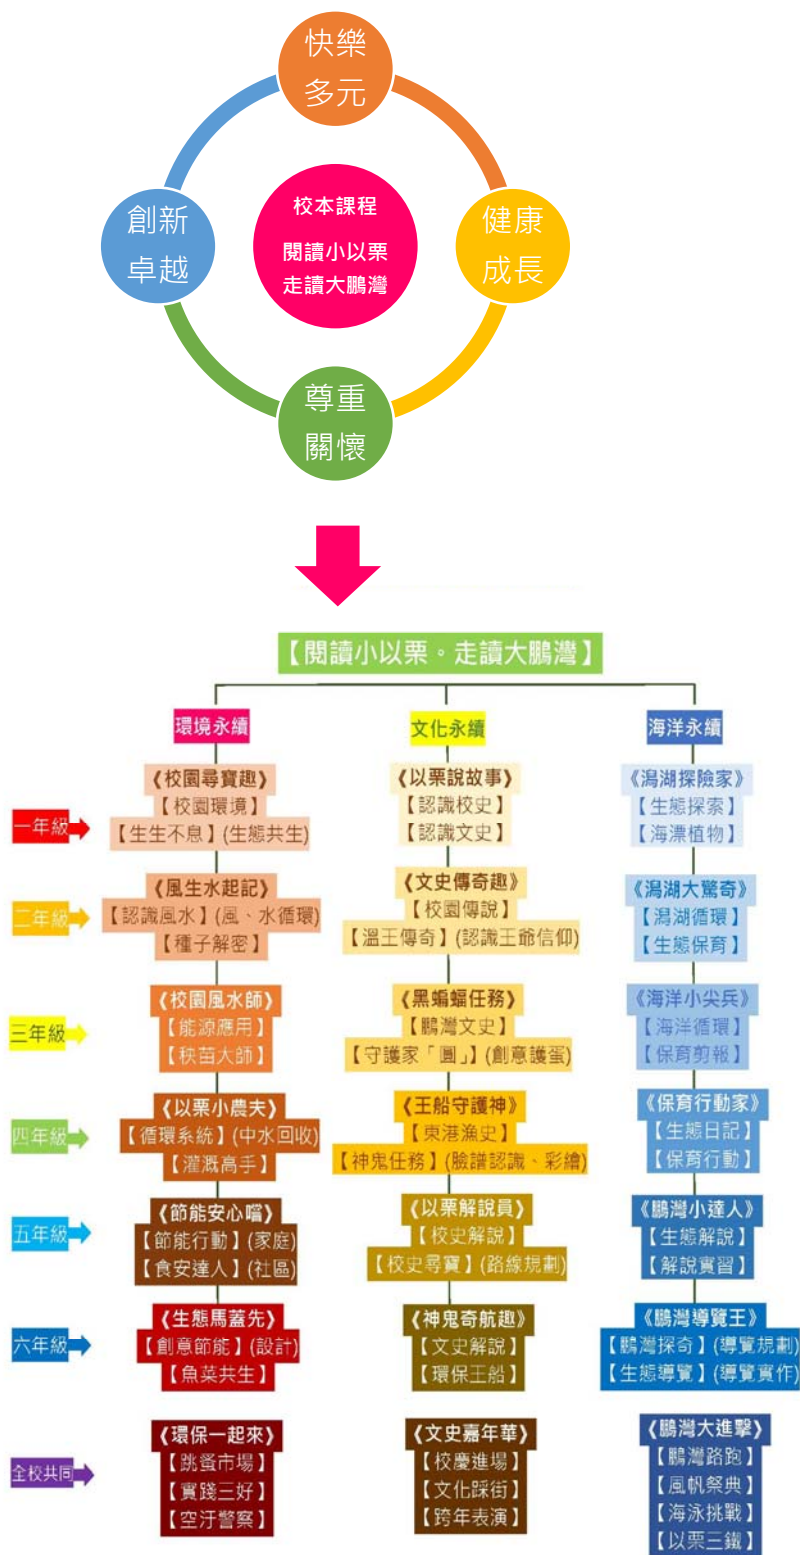 快樂
多元
創新
卓越
校本課程
閱讀小以栗
走讀大鵬灣
健康
成長
尊重
關懷
【閱讀小以栗。走讀大鵬灣】
環境永續
文化永續
海洋永續
一年級
《校園尋寶趣》
【校園環境】
【生生不息】(生態共生)
《以栗說故事》
【認識校史】
【認識文史】
《潟湖探險家》
【生態探索】
【海漂植物】
二年級
《風生水起記》
【認識風水】(風、水循環)
【種子解密】
《文史傳奇趣》
【校園傳說】
【溫王傳奇】(認識王爺信仰)
《潟湖大驚奇》
【潟湖循環】
【生態保育】
三年級
《校園風水師》
【能源應用】
【秧苗大師】
《黑蝙蝠任務》
【鵬灣文史】
【守護家「圓」】(創意護蛋)
《海洋小尖兵》
【海洋循環】
【保育剪報】
四年級
《以栗小農夫》
【循環系統】(中水回收)
【灌溉高手】
《王船守護神》
【東港漁史】
【神鬼任務】(臉譜認識、彩繪)
《保育行動家》
【生態日記】
【保育行動】
五年級
《節能安心嚐》
【節能行動】(家庭)
【食安達人】(社區)
《以栗解說員》
【校史解說】
【校史尋寶】(路線規劃)
《鵬灣小達人》
【生態解說】
【解說實習】
六年級
《生態馬蓋先》
【創意節能】(設計)
【魚菜共生】
《神鬼奇航趣》
【文史解說】
【環保王船】
《鵬灣導覽王》
【鵬灣探奇】(導覽規劃)
【生態導覽】(導覽實作)
全校共同
《環保一起來》
【跳蚤市場】
【實踐三好】
【空汙警察】
《文史嘉年華》
【校慶進場】
【文化踩街】
【跨年表演】
《鵬灣大進擊》
【鵬灣路跑】
【風帆祭典】
【海泳挑戰】
【以栗三鐵】